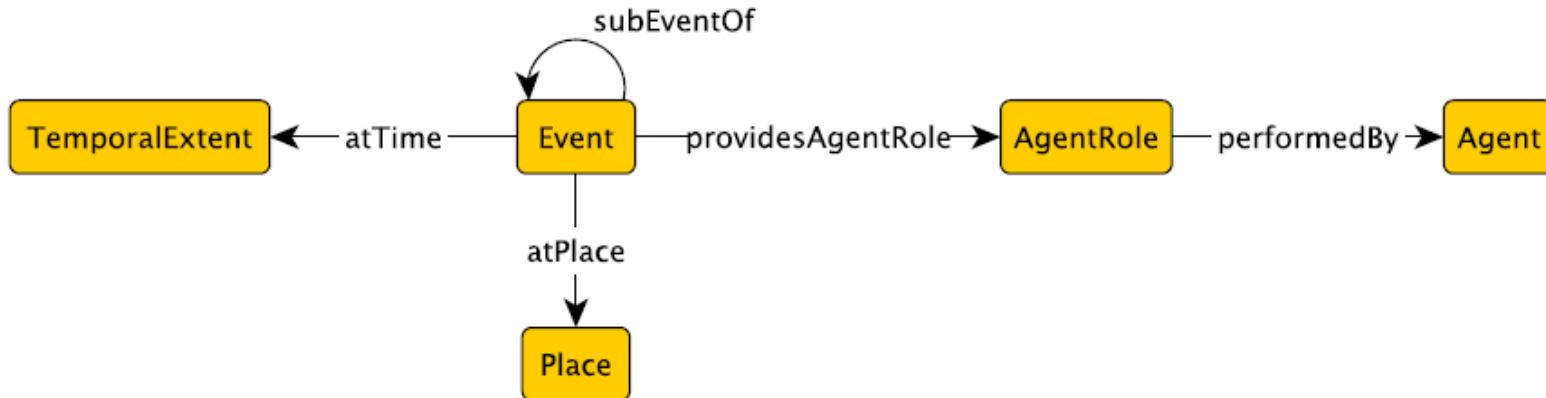 subEventOf
TemporalExtent atTime Event providesAgentRole AgentRole performedBy Agent
atPlace
Place